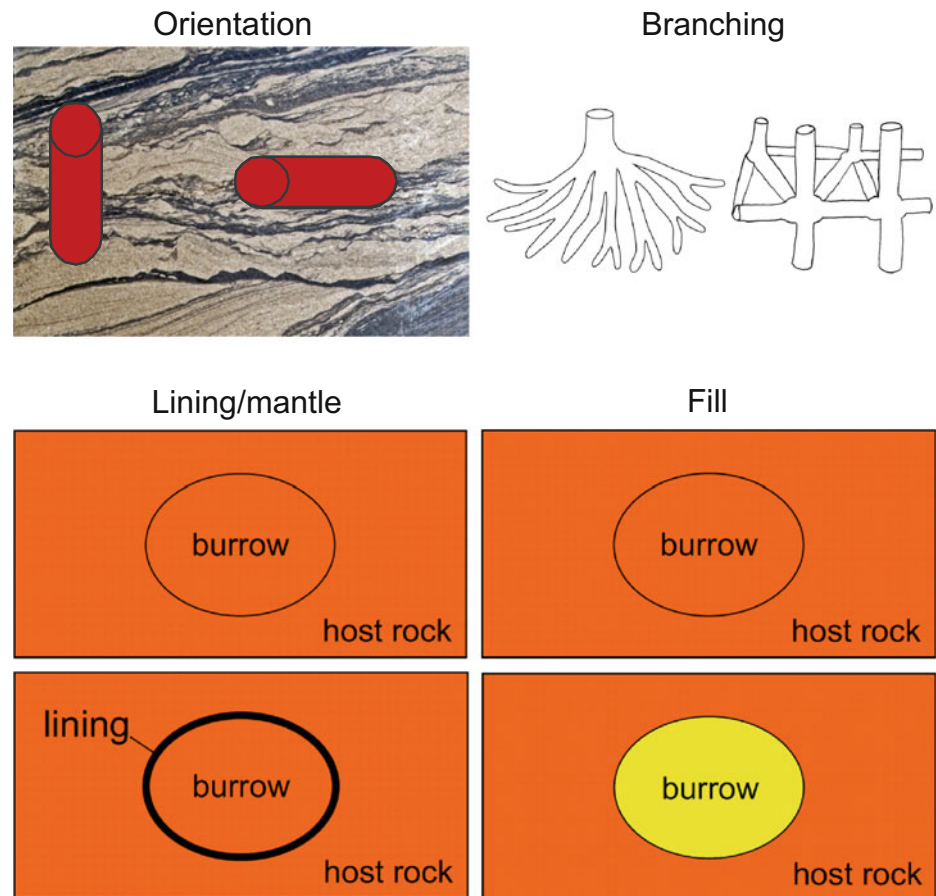 Orientation
Branching
Lining/mantle
Fill
burrow
host rock
burrow
host rock
lining
burrow
host rock
burrow
host rock